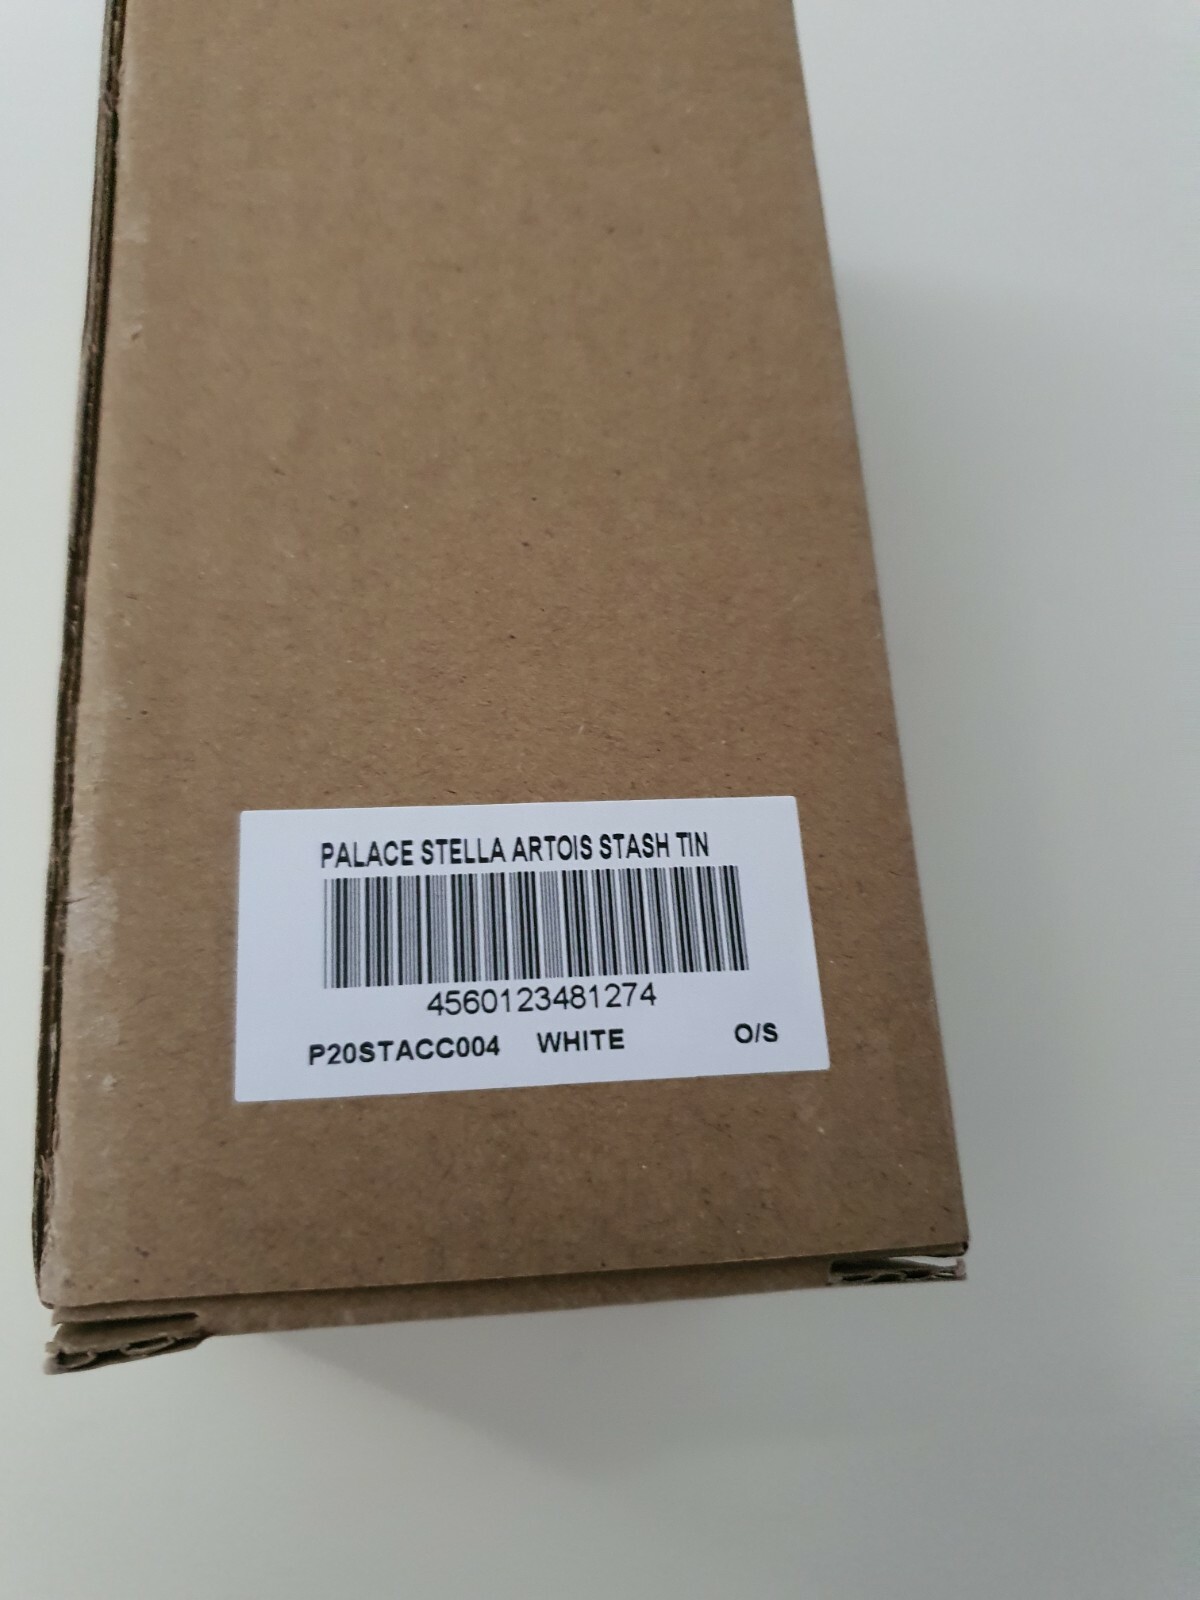 PALACE STELLA ARTOIS STASH TIN
4560123481274
P20STACC004 WHITE O/S